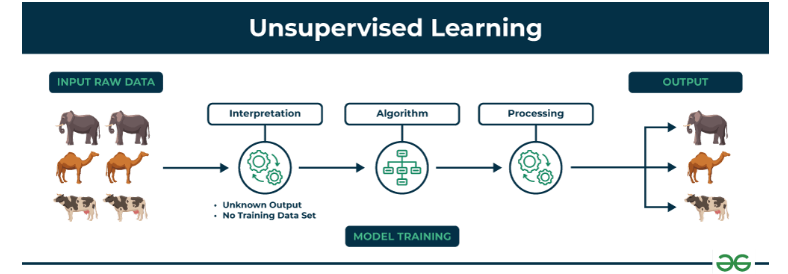 Unsupervised Learning
INPUT RAW DATA
OUTPUT
Interpretation
Algorithm
Processing
• Unknown Output
• No Training Data Set
MODEL TRAINING